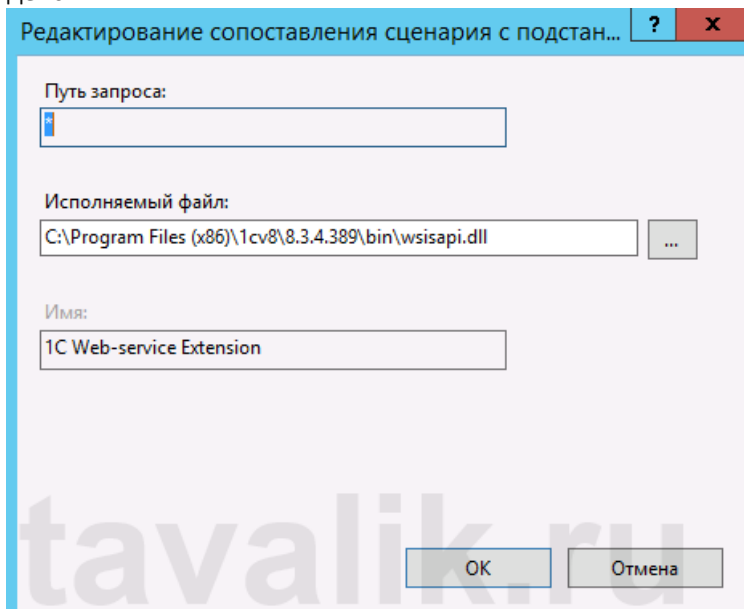 Редактирование сопоставления сценария с подстан... ? x
Путь запроса:
*
Исполняемый файл:
C:\Program Files (x86)\1cv8\8.3.4.389\bin\wsisapi.dll ...
Имя:
1C Web-service Extension
tavalik.ru
OK Отмена